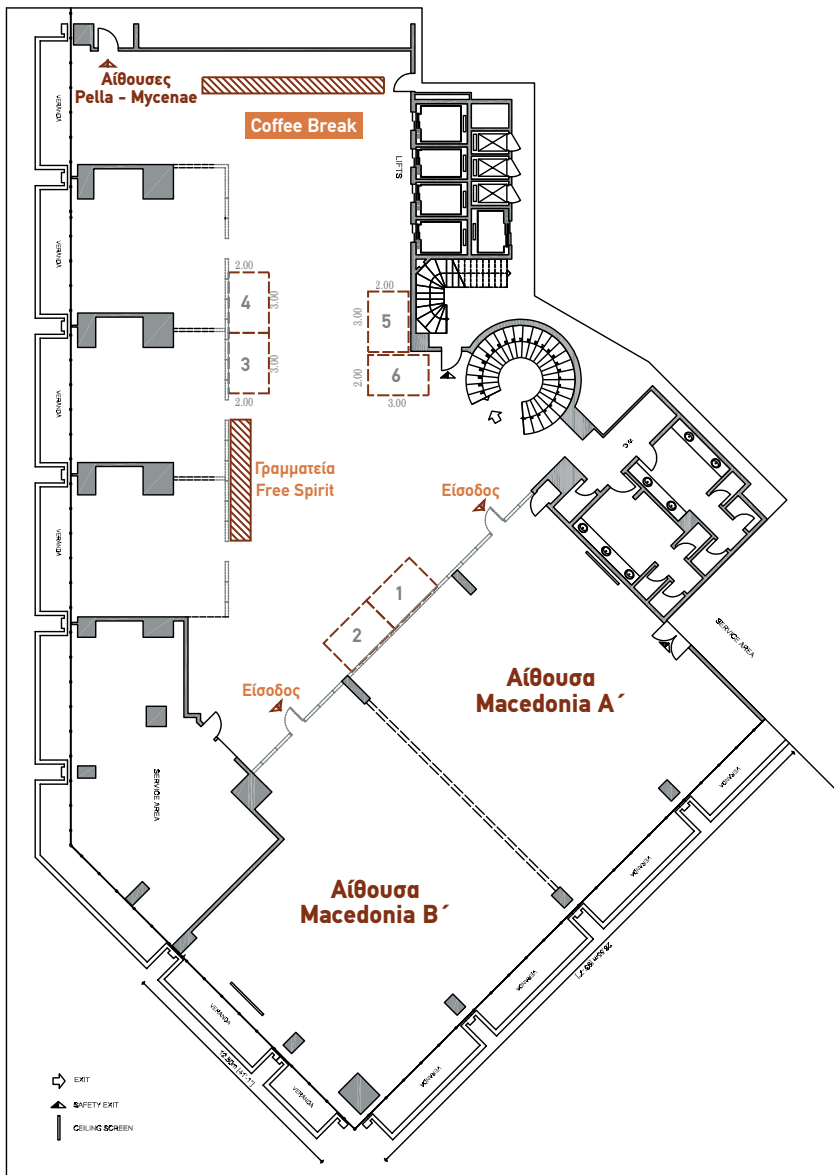 Αίθουσες
Pella - Mycenae
Coffee Break
VERANDA
LIFTS
VERANDA
2.00
4
3.00
2.00
5
3.00
VERANDA
3
3.00
2.00
6
2.00
3.00
Γραμματεία
Free Spirit
Είσοδος
W.C.
VERANDA
1
2
SERVICE AREA
Αίθουσα
Macedonia A´
Είσοδος
SERVICE AREA
VERANDA
VERANDA
Αίθουσα
Macedonia B´
VERANDA
VERANDA
VERANDA
VERANDA
EXIT
SAFETY EXIT
CEILING SCREEN